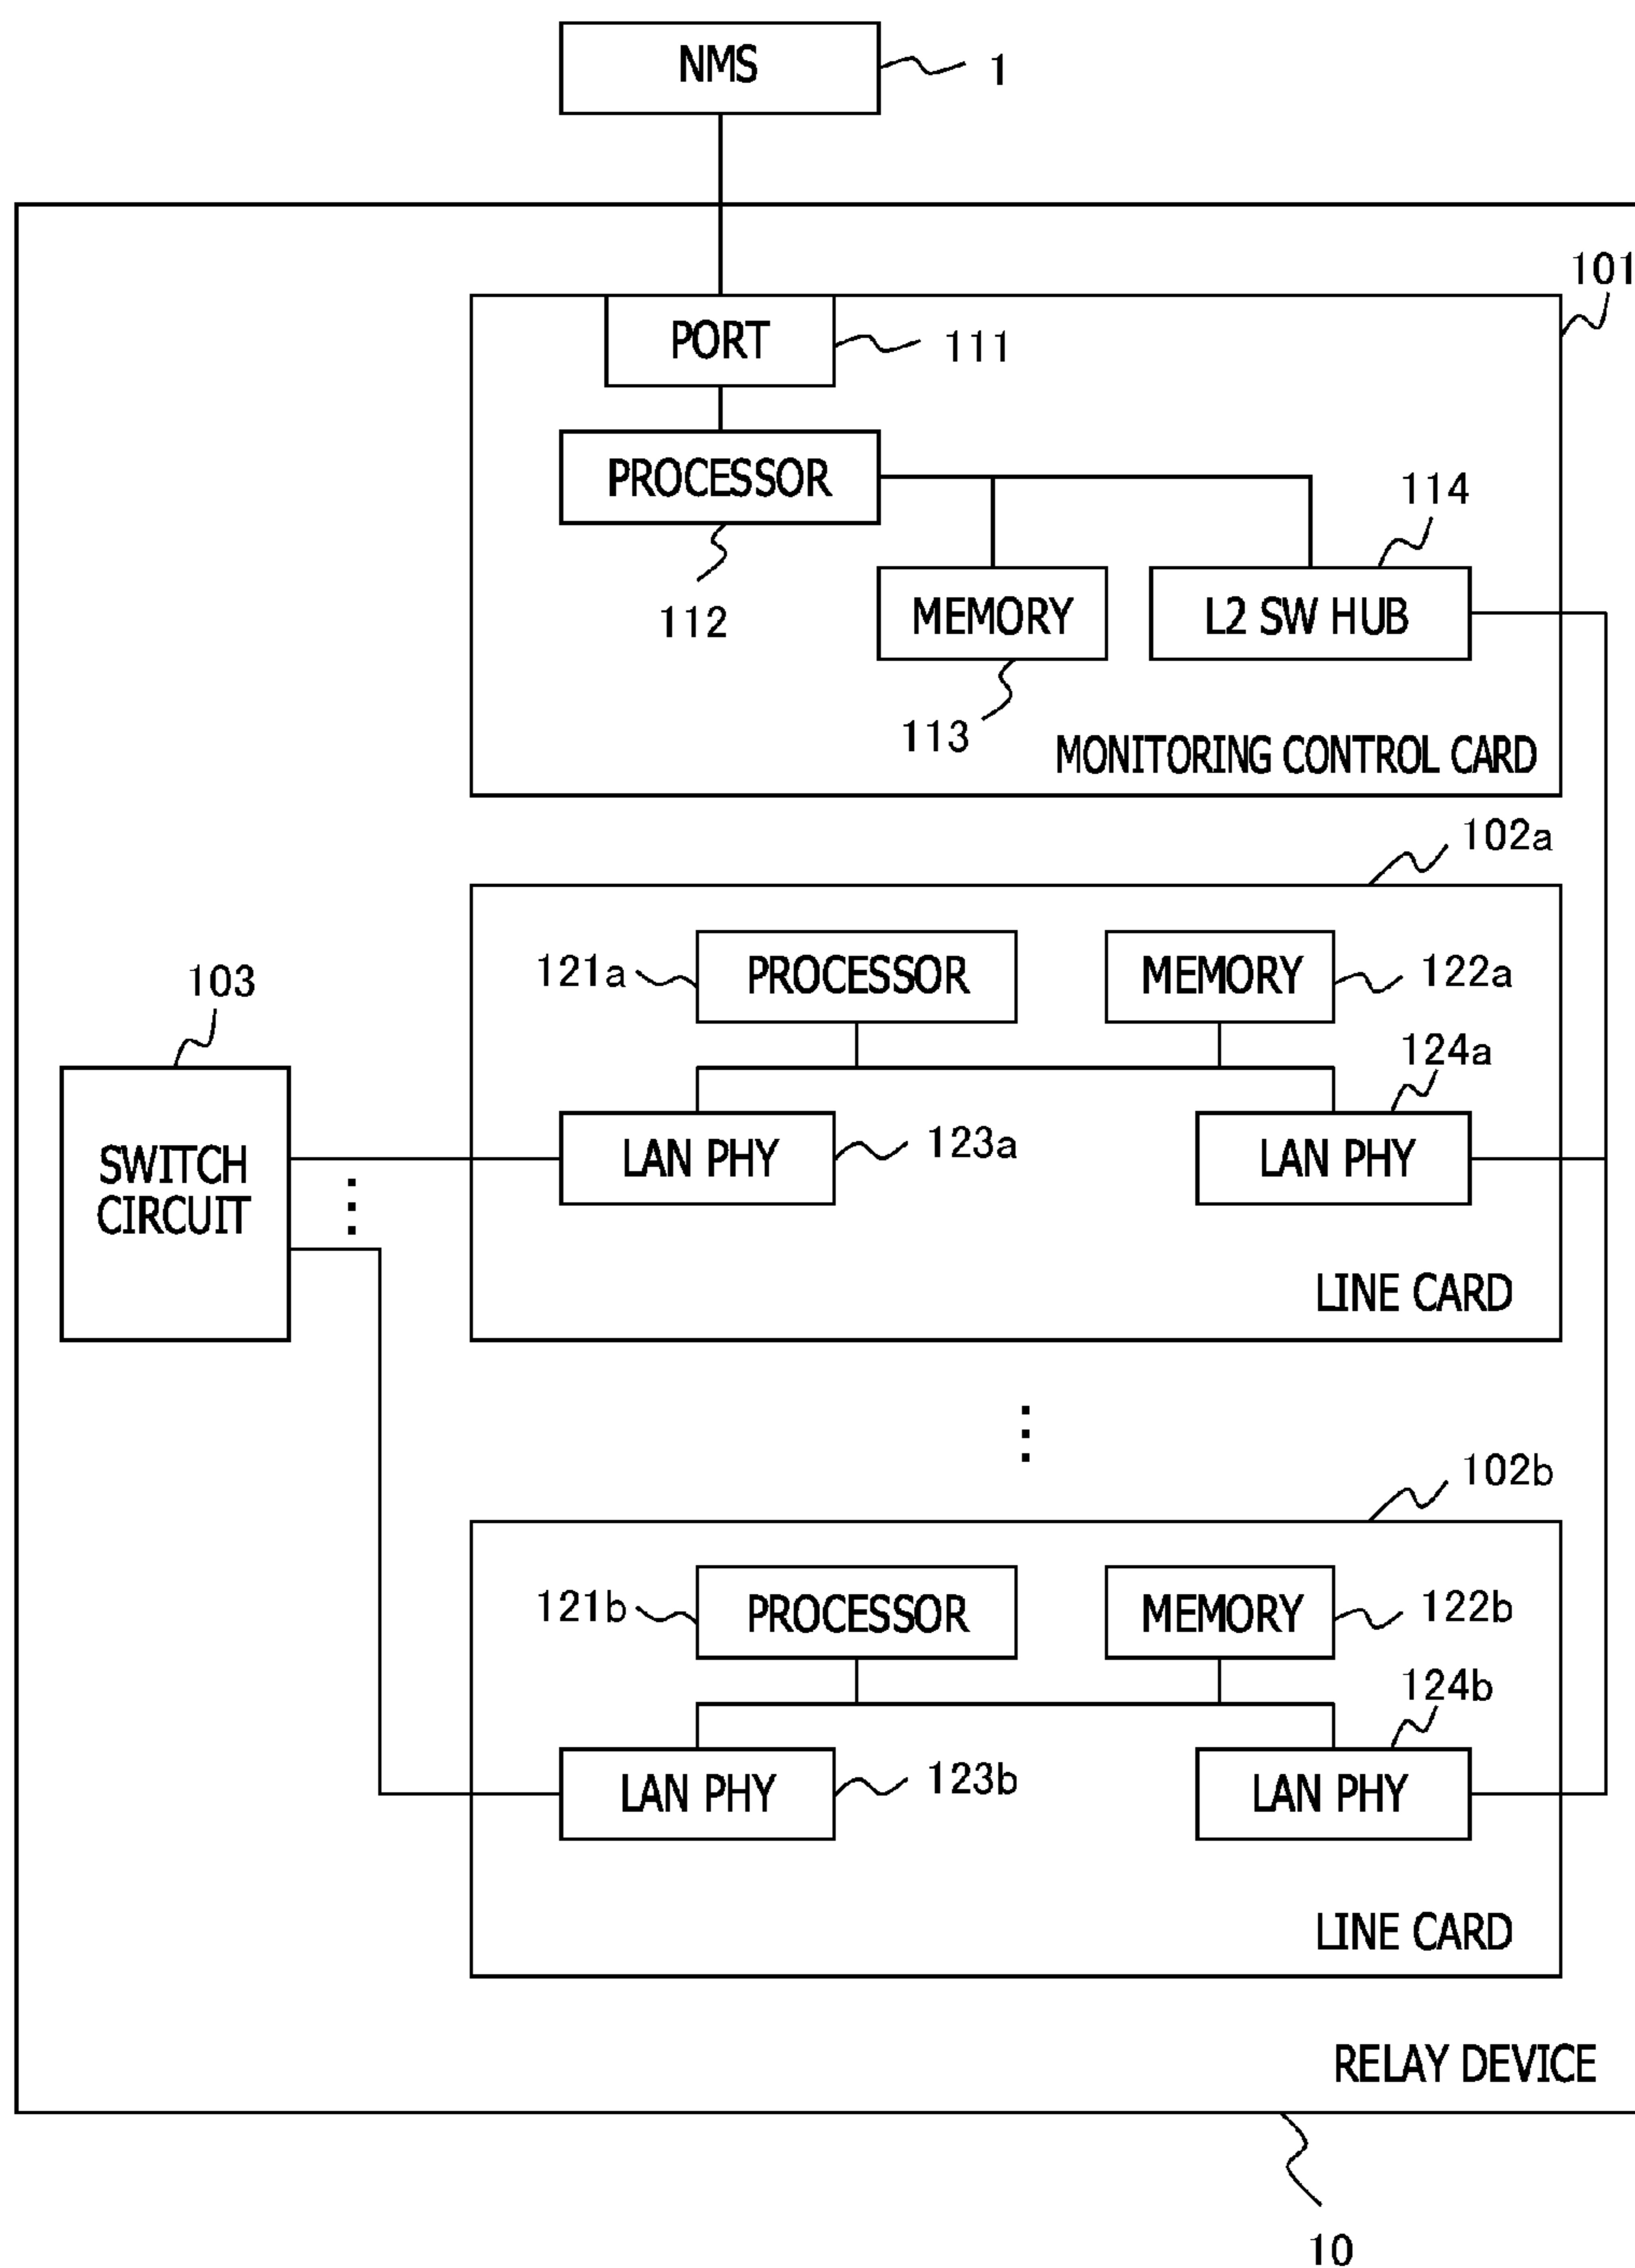 NMS
1
101
PORT
111
PROCESSOR
114
112
MEMORY
L2 SW HUB
113
MONITORING CONTROL CARD
102a
121a
PROCESSOR
MEMORY
122a
103
124a
SWITCH
CIRCUIT
LAN PHY
123a
LAN PHY
LINE CARD
102b
121b
PROCESSOR
MEMORY
122b
124b
LAN PHY
123b
LAN PHY
LINE CARD
RELAY DEVICE
10